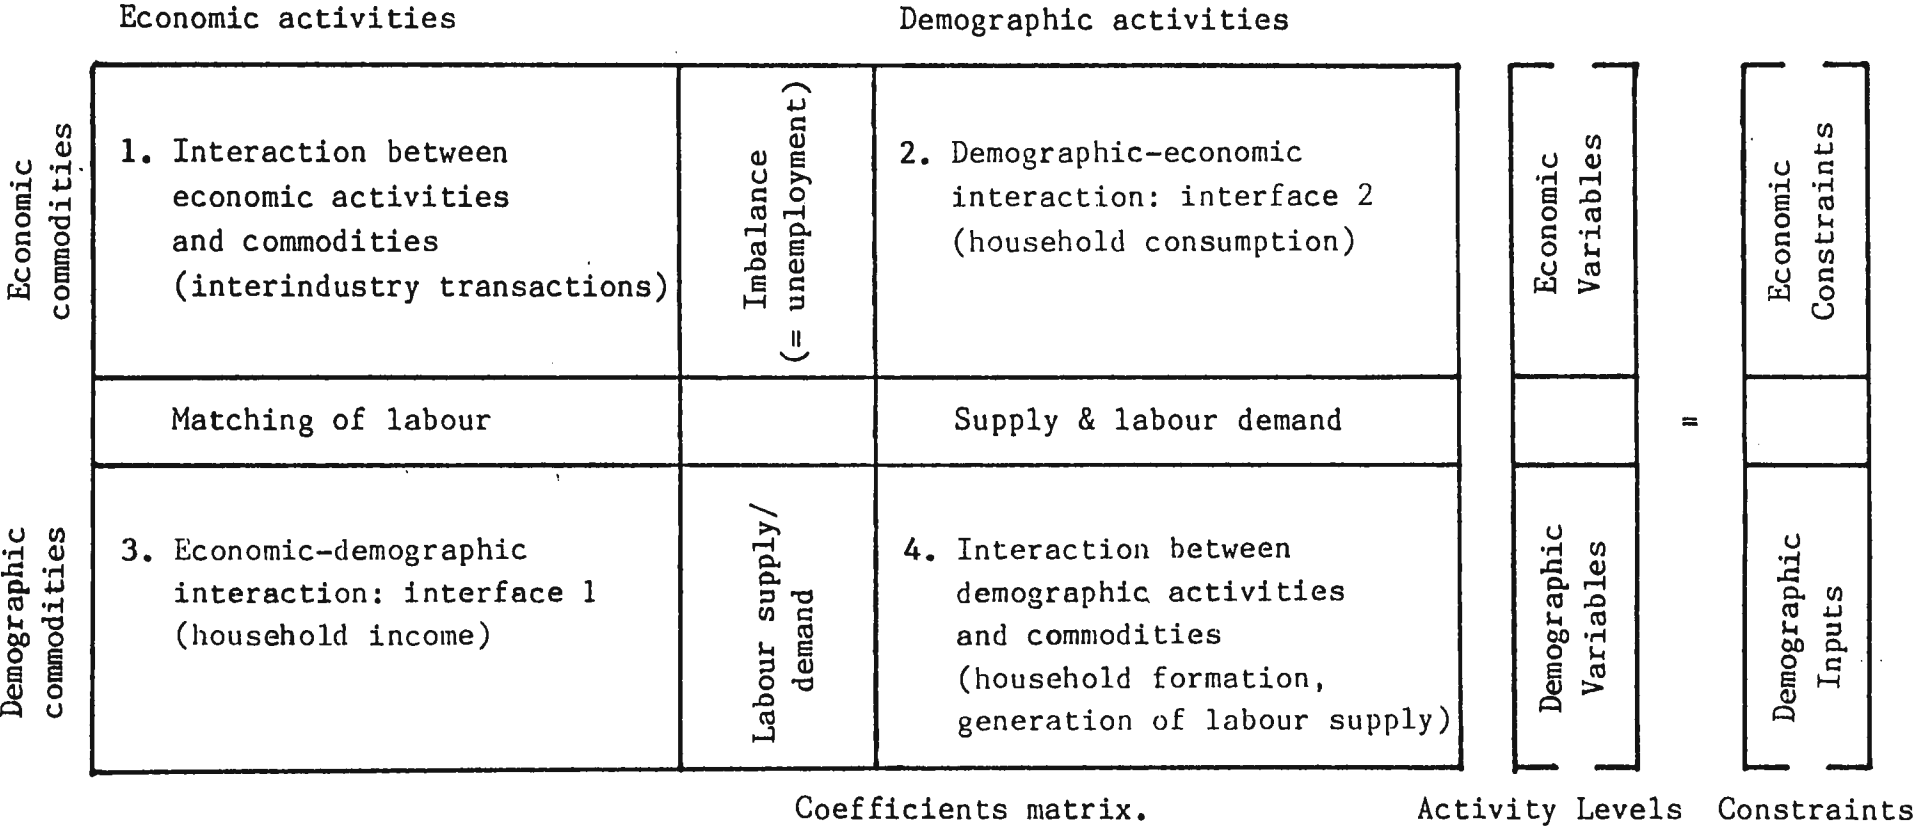 Economic activities
Demographic activities
Economic
commodities
1. Interaction between
economic activities
and commodities
(interindustry transactions)
Imbalance
(= unemployment)
2. Demographic-economic
interaction: interface 2
(household consumption)
Economic
Variables
Economic
Constraints
Matching of labour
Supply & labour demand
=
Demographic
commodities
3. Economic-demographic
interaction: interface 1
(household income)
Labour supply/
demand
4. Interaction between
demographic activities
and commodities
(household formation,
generation of labour supply)
Demographic
Variables
Demographic
Inputs
Coefficients matrix.
Activity Levels
Constraints